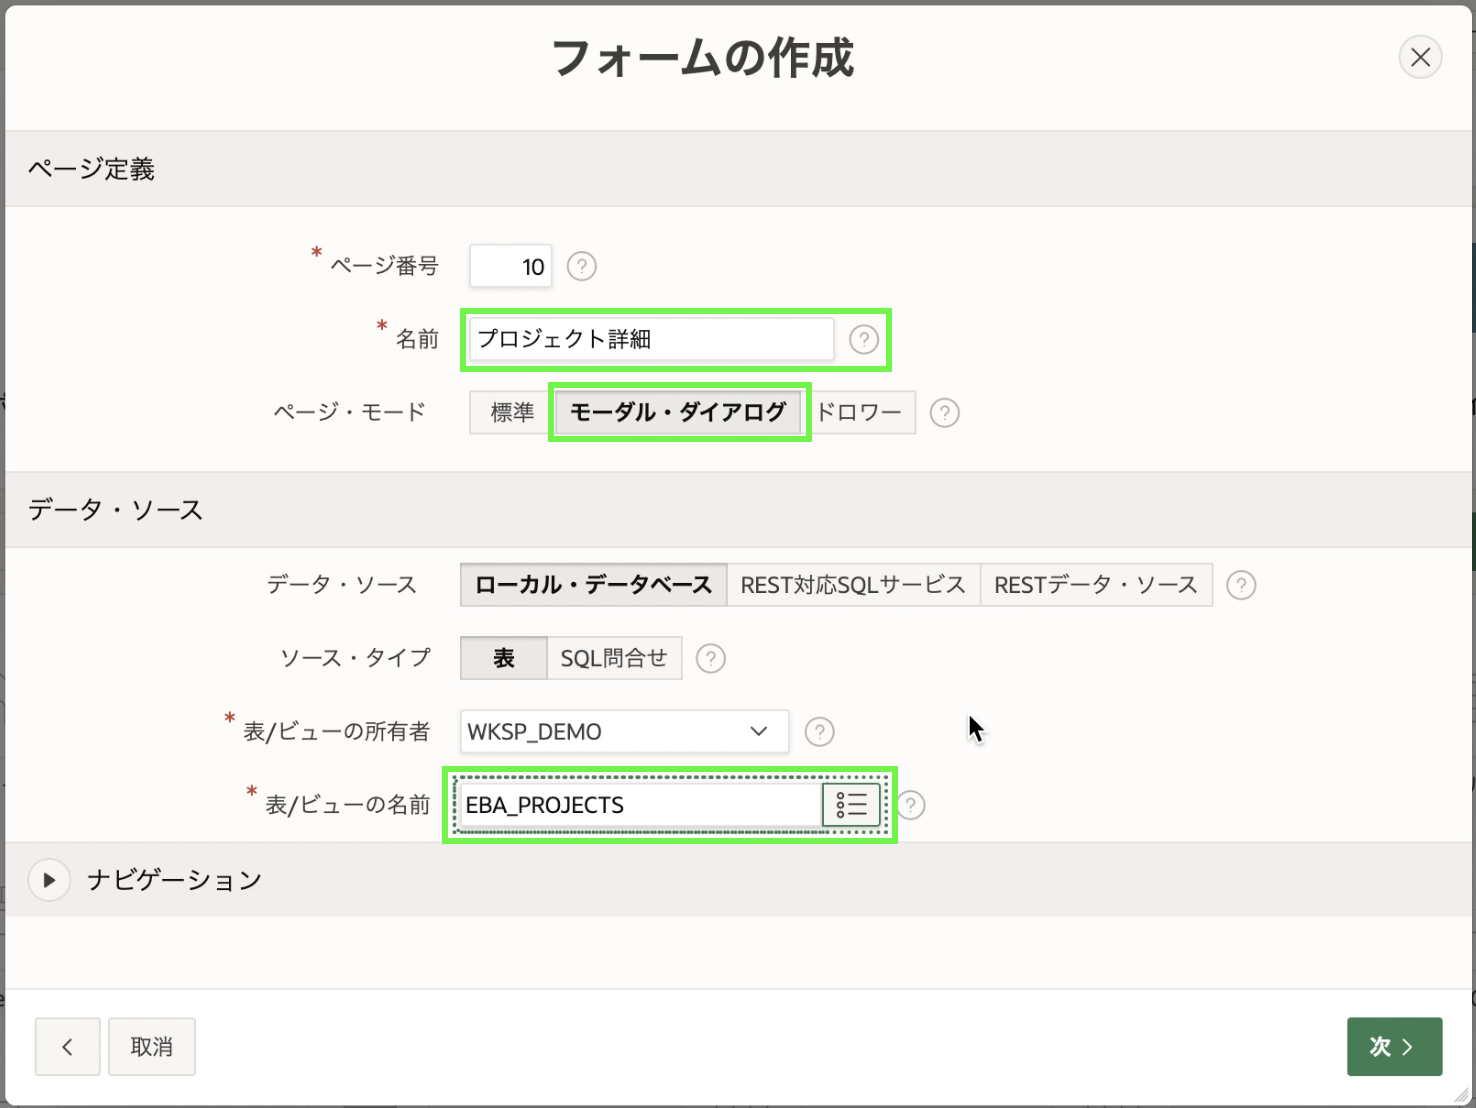 フォームの作成
ページ定義
* ページ番号 10 ?
* 名前 プロジェクト詳細 ?
ページ・モード 標準 モーダル・ダイアログ ドロワー ?
データ・ソース
データ・ソース ローカル・データベース REST対応SQLサービス RESTデータ・ソース ?
ソース・タイプ 表 SQL問合せ ?
* 表/ビューの所有者 WKSP_DEMO ?
* 表/ビューの名前 EBA_PROJECTS ?
ナビゲーション
取消 次